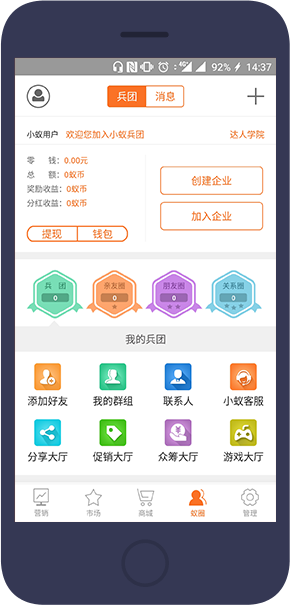 92% 14:37
兵团 消息
小蚁用户 欢迎您加入小蚁兵团 达人学院
零 钱：0.00元
总 额：0蚁币
奖励收益：0蚁币
分红收益：0蚁币
创建企业
加入企业
提现 钱包
兵 团 亲友圈 朋友圈 关系圈
0 0 0 0
我的兵团
添加好友 我的群组 联系人 小蚁客服
分享大厅 促销大厅 众筹大厅 游戏大厅
营销 市场 商城 蚁圈 管理